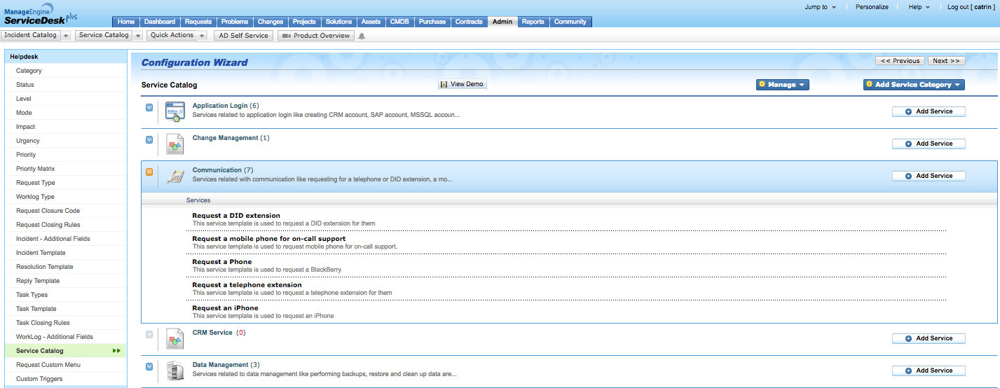 ManageEngine
ServiceDesk plus
Jump to
Personalize
Help
Log out [ catrin ]
Home Dashboard Requests Problems Changes Projects Solutions Assets CMDB Purchase Contracts Admin Reports Community
Incident Catalog Service Catalog Quick Actions AD Self Service Product Overview
Helpdesk
Category
Status
Level
Mode
Impact
Urgency
Priority
Priority Matrix
Request Type
Worklog Type
Request Closure Code
Request Closing Rules
Incident - Additional Fields
Incident Template
Resolution Template
Reply Template
Task Types
Task Template
Task Closing Rules
WorkLog - Additional Fields
Service Catalog
Request Custom Menu
Custom Triggers
Configuration Wizard
<< Previous Next >>
Service Catalog
View Demo
Manage
Add Service Category
Application Login (6)
Services related to application login like creating CRM account, SAP account, MSSQL accoun...
Add Service
http://
Change Management (1)
Add Service
Communication (7)
Services related with communication like requesting for a telephone or DID extension, a mo...
Add Service
Services
Request a DID extension
This service template is used to request a DID extension for them
Request a mobile phone for on-call support
This service template is used to request mobile phone for on-call support.
Request a Phone
This service template is used to request a BlackBerry
Request a telephone extension
This service template is used to request a telephone extension for them
Request an iPhone
This service template is used to request an iPhone
CRM Service (0)
Add Service
Data Management (3)
Services related to data management like performing backups, restore and clean up data are...
Add Service